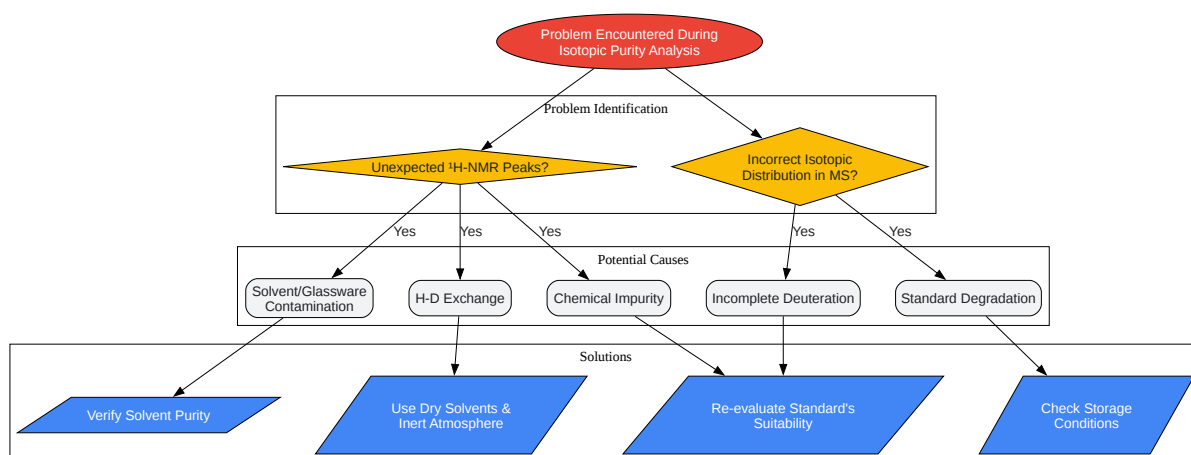 Problem Encountered During
Isotopic Purity Analysis
Problem Identification
Unexpected ¹H-NMR Peaks?
Incorrect Isotopic
Distribution in MS?
Yes
Yes
Yes
Yes
Yes
Potential Causes
Solvent/Glassware
Contamination
H-D Exchange
Chemical Impurity
Incomplete Deuteration
Standard Degradation
Solutions
Verify Solvent Purity
Use Dry Solvents &
Inert Atmosphere
Re-evaluate Standard's
Suitability
Check Storage
Conditions